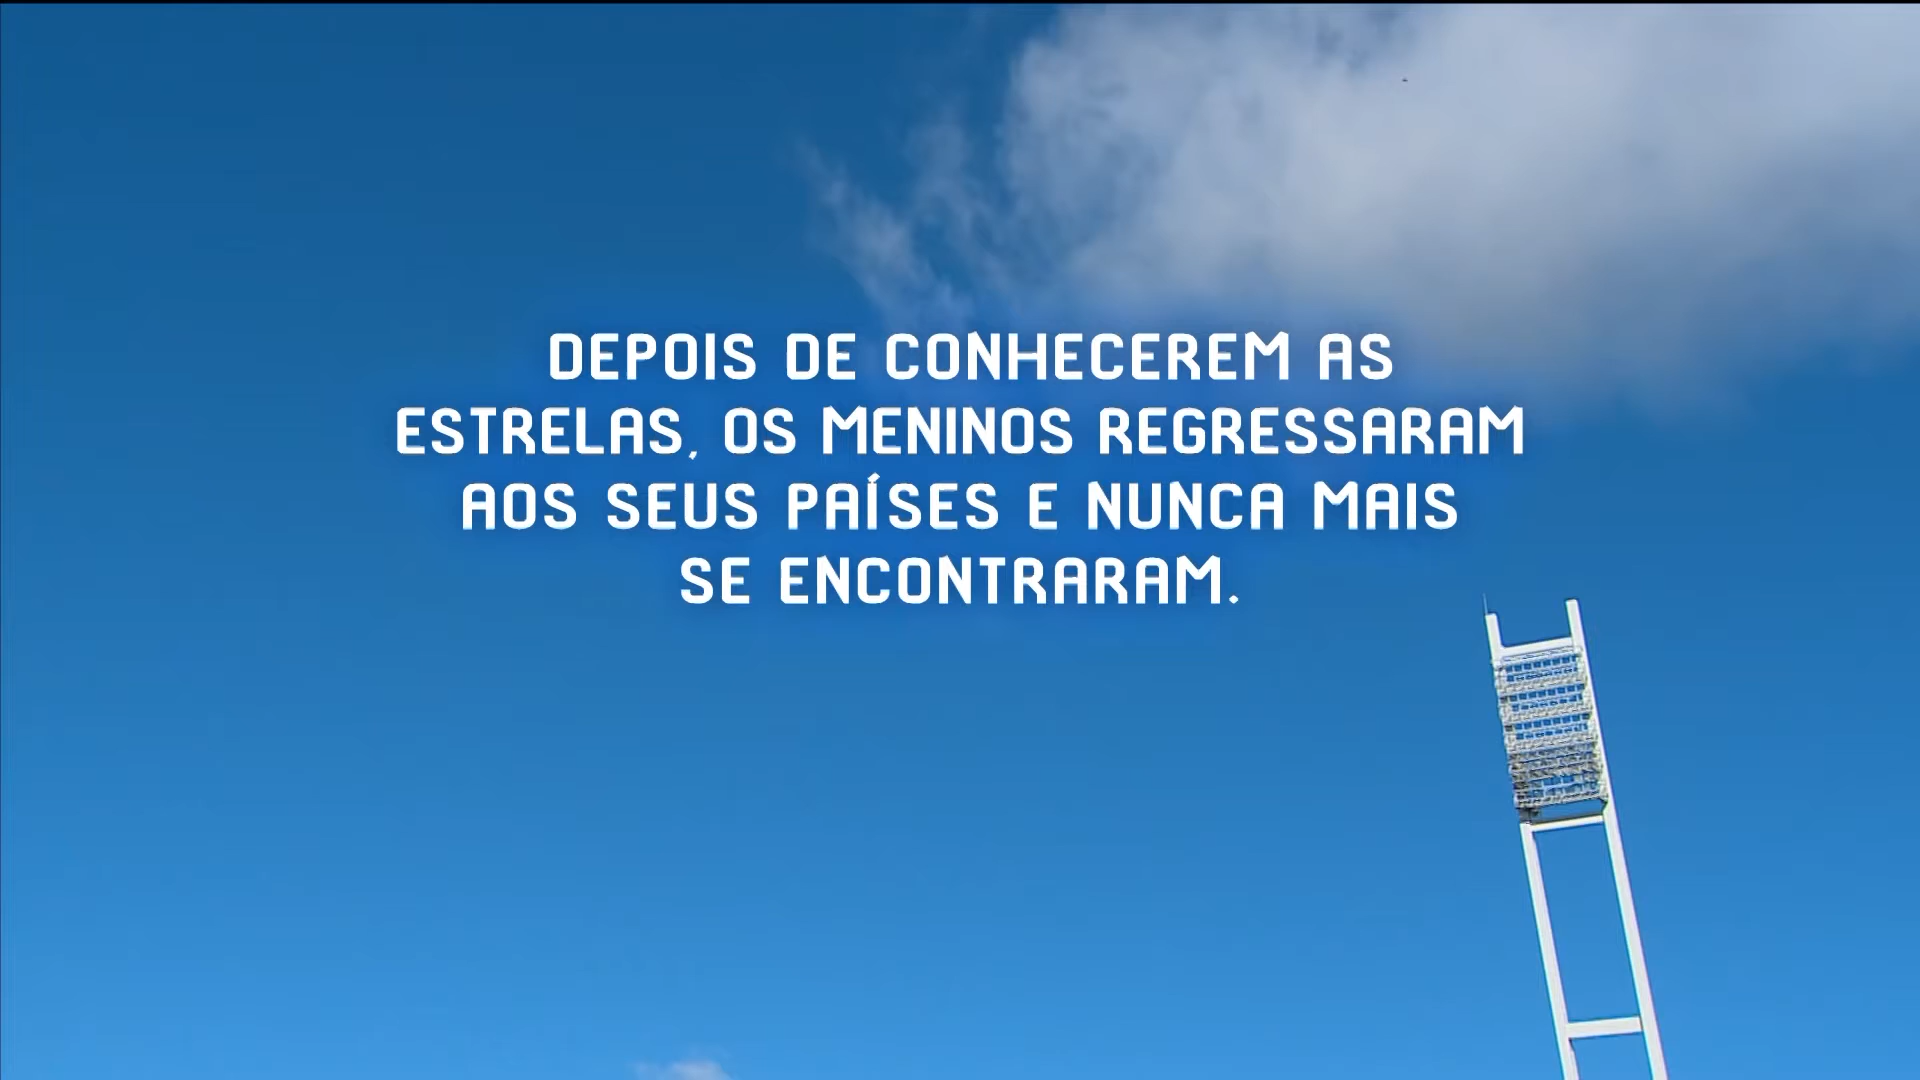 DEPOIS DE CONHECEREM AS
ESTRELAS, OS MENINOS REGRESSARAM
AOS SEUS PAÍSES E NUNCA MAIS
SE ENCONTRARAM.